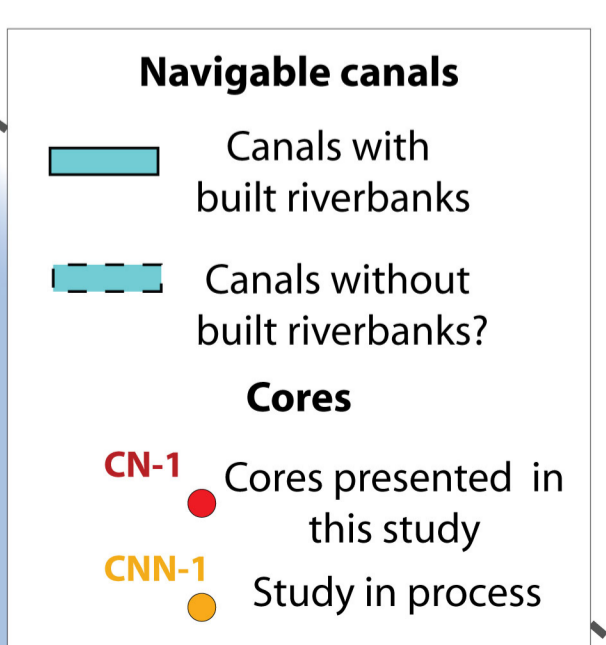 Navigable canals
Canals with
built riverbanks
Canals without
built riverbanks?
Cores
CN-1
Cores presented in
this study
CNN-1
Study in process